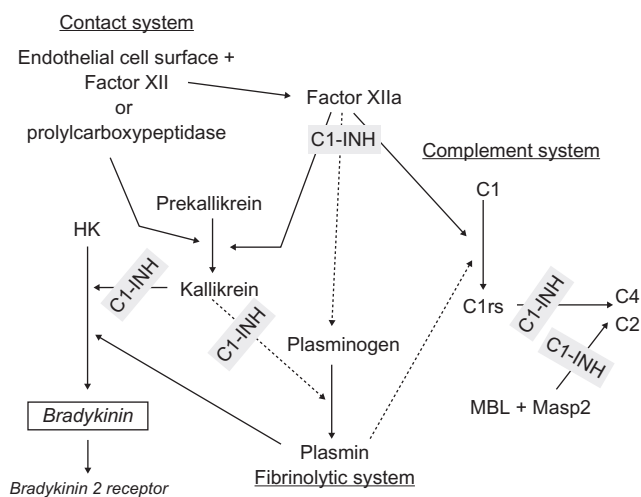 Contact system
Endothelial cell surface +
Factor XII
or
prolylcarboxypeptidase
Factor XIIa
C1-INH
Complement system
C1
Prekallikrein
HK
C1-INH
Kallikrein
C1-INH
C1rs
C1-INH
C4
C2
C1-INH
Plasminogen
MBL + Masp2
Bradykinin
Plasmin
Fibrinolytic system
Bradykinin 2 receptor